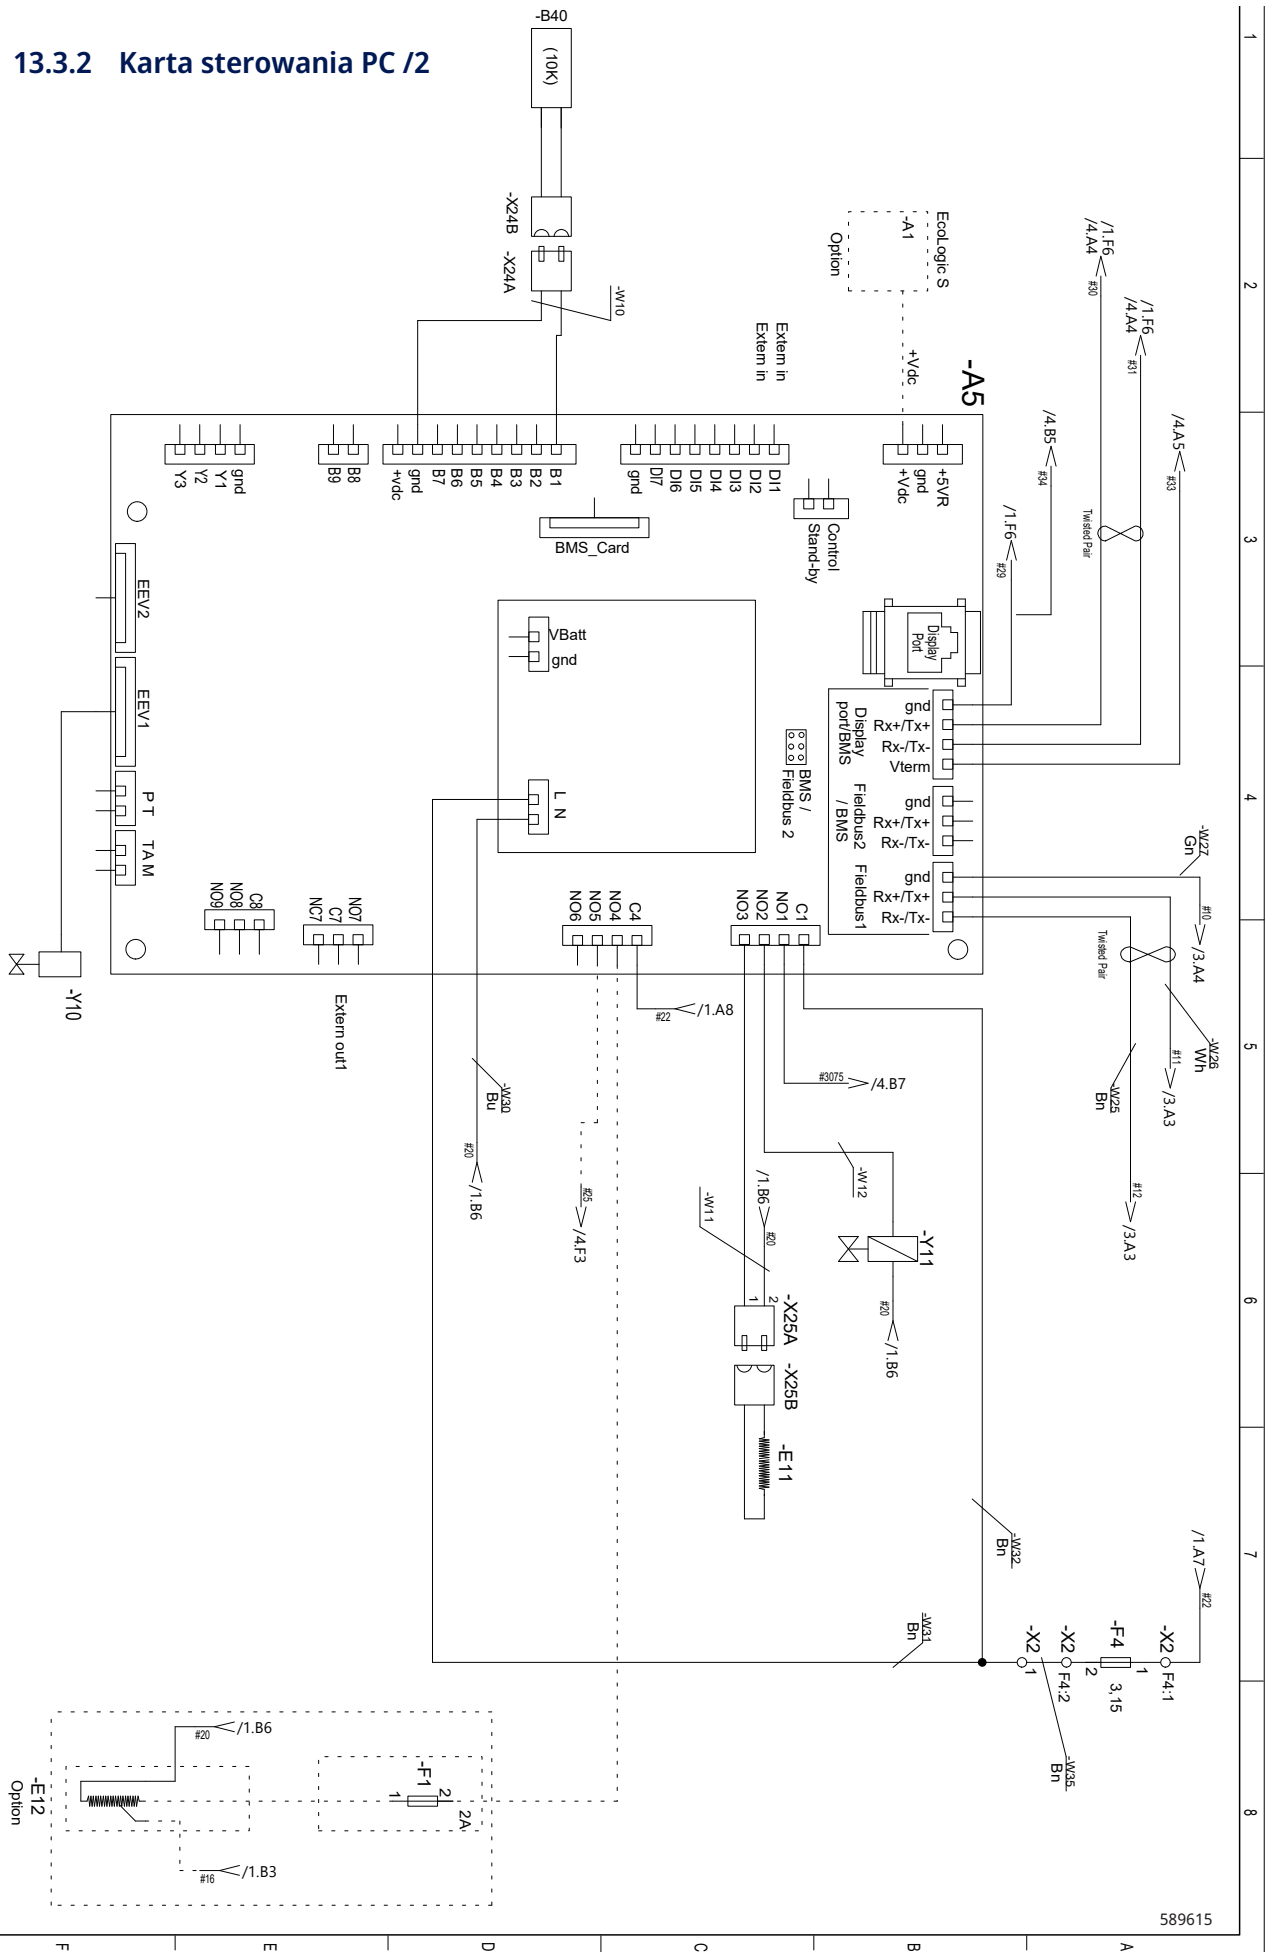 13.3.2 Karta sterowania PC /2
-B40
(10K)
-X24B
-X24A
-W10
EcoLogic S
-A1
Option
+Vdc
Extern in
Extern in
-A5
/1.F6
/4.A4
#30
/1.F6
/4.A4
#31
/4.A5
#33
/4.B5
#34
/1.F6
#29
Twisted Pair
1
2
3
4
5
6
7
8
Y3
Y2
Y1
gnd
B9
B8
+vdc
gnd
B7
B6
B5
B4
B3
B2
B1
gnd
DI7
DI6
DI5
DI4
DI3
DI2
DI1
+Vdc
gnd
+5VR
Control
Stand-by
BMS_Card
EEV2
EEV1
VBatt
gnd
Display
Port
gnd
Rx+/Tx+
Rx-/Tx-
Vterm
Display
port/BMS
gnd
Rx+/Tx+
Rx-/Tx-
Fieldbus2
/ BMS
gnd
Rx+/Tx+
Rx-/Tx-
Fieldbus1
BMS /
Fieldbus 2
L N
P T
TA M
NO9
NO8
C8
NC7
C7
NO7
NO6
NO5
NO4
C4
NO3
NO2
NO1
C1
-W27
Gn
#10
/3.A4
Twisted Pair
-W26
Wh
#11
/3.A3
-W25
Bn
#12
/3.A3
-Y10
Extern out1
#22
/1.A8
#3075
/4.B7
-W30
Bu
#20
/1.B6
#25
/4.F3
-W11
/1.B6
#20
-W12
-Y11
#20
/1.B6
1
2
-X25A
-X25B
-E11
-W32
Bn
/1.A7
#22
-W31
Bn
-X2
1
-X2
F4:2
-F4
2
1
3,15
-X2
F4:1
-W35
Bn
#20
/1.B6
-F1
1
2
2A
-E12
Option
#16
/1.B3
589615
F
E
D
C
B
A